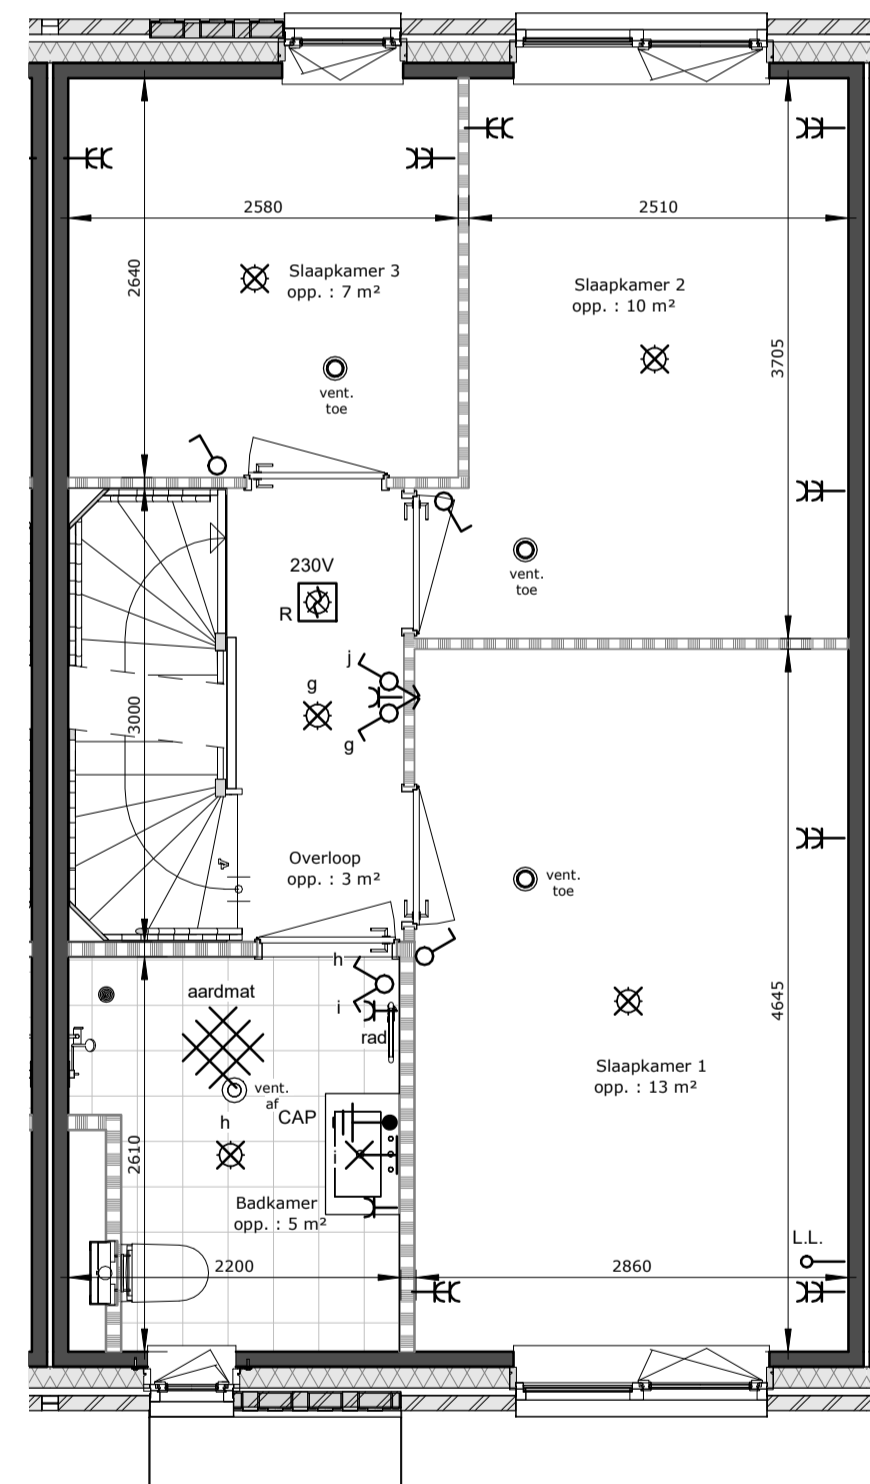 2580
2510
2640
Slaapkamer 3
opp. : 7 m²
Slaapkamer 2
opp. : 10 m²
3705
vent.
toe
230V
R
vent.
toe
j
g
g
3000
Overloop
opp. : 3 m²
4
vent.
toe
h
i
aardmat
rad
4645
vent.
af
CAP
h
i
Slaapkamer 1
opp. : 13 m²
2610
Badkamer
opp. : 5 m²
L.L.
2200
2860